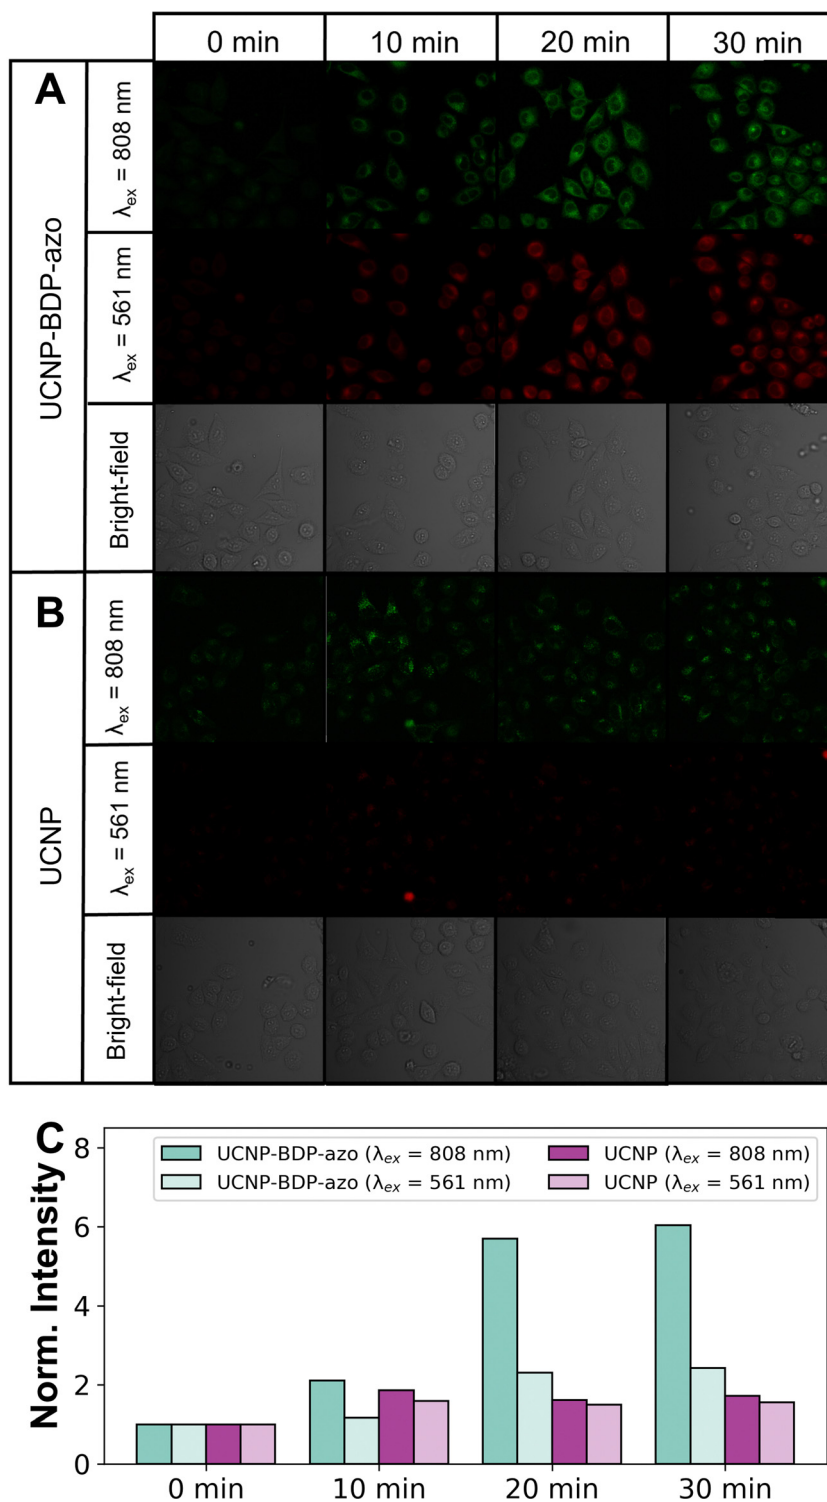 0 min 10 min 20 min 30 min
A
UCNP-BDP-azo
λex = 808 nm
λex = 561 nm
Bright-field
B
UCNP
λex = 808 nm
λex = 561 nm
Bright-field
C
Norm. Intensity
8
6
4
2
0
UCNP-BDP-azo (λex = 808 nm)
UCNP-BDP-azo (λex = 561 nm)
UCNP (λex = 808 nm)
UCNP (λex = 561 nm)
0 min 10 min 20 min 30 min